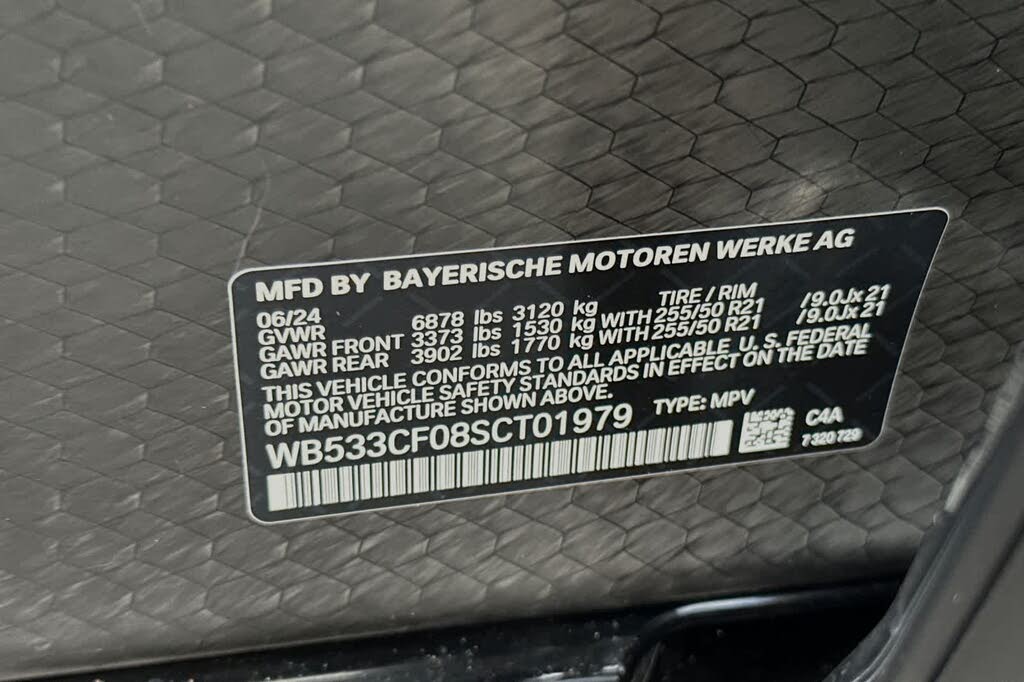 MFD BY BAYERISCHE MOTOREN WERKE AG
06/24 TIRE / RIM
GVWR 6878 lbs 3120 kg
GAWR FRONT 3373 lbs 1530 kg WITH 255/50 R21 /9.0Jx21
GAWR REAR 3902 lbs 1770 kg WITH 255/50 R21 /9.0Jx21
THIS VEHICLE CONFORMS TO ALL APPLICABLE U. S. FEDERAL
MOTOR VEHICLE SAFETY STANDARDS IN EFFECT ON THE DATE
OF MANUFACTURE SHOWN ABOVE.
WB533CF08SCT01979 TYPE: MPV
C4A
7 320 729